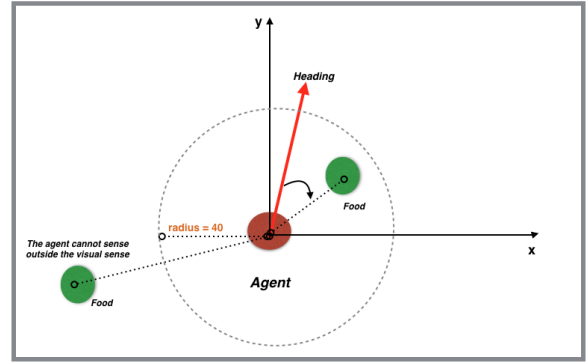 y
Heading
Food
radius = 40
The agent cannot sense
outside the visual sense
x
Agent
Food